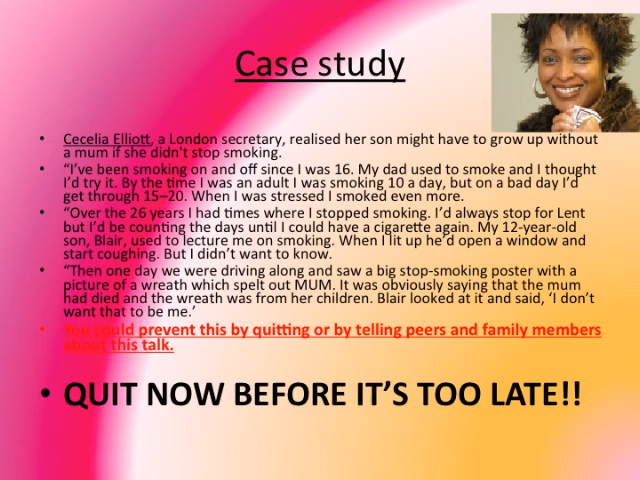 Case study
• Cecelia Elliott, a London secretary, realised her son might have to grow up without
a mum if she didn't stop smoking.
• “I’ve been smoking on and off since I was 16. My dad used to smoke and I thought
I’d try it. By the time I was an adult I was smoking 10 a day, but on a bad day I’d
get through 15–20. When I was stressed I smoked even more.
• “Over the 26 years I had times where I stopped smoking. I’d always stop for Lent
but I’d be counting the days until I could have a cigarette again. My 12-year-old
son, Blair, used to lecture me on smoking. When I lit up he’d open a window and
start coughing. But I didn’t want to know.
• “Then one day we were driving along and saw a big stop-smoking poster with a
picture of a wreath which spelt out MUM. It was obviously saying that the mum
had died and the wreath was from her children. Blair looked at it and said, ‘I don’t
want that to be me.’
• You could prevent this by quitting or by telling peers and family members
about this talk.
• QUIT NOW BEFORE IT’S TOO LATE!!